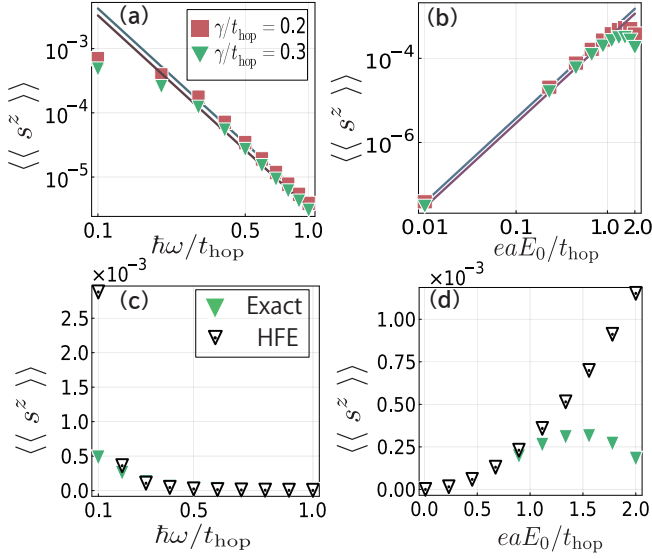 (a)
γ/t_hop = 0.2
γ/t_hop = 0.3
10⁻³
10⁻⁴
10⁻⁵
⟨⟨ s^z ⟩⟩
0.1 0.5 1.0
ħω/t_hop
(b)
10⁻⁴
10⁻⁶
⟨⟨ s^z ⟩⟩
0.01 0.1 1.0 2.0
eaE₀/t_hop
×10⁻³
(c)
Exact
HFE
2.5
2.0
1.5
1.0
0.5
0.0
⟨⟨ s^z ⟩⟩
0.1 0.5 1.0
ħω/t_hop
×10⁻³
(d)
1.00
0.75
0.50
0.25
0.00
⟨⟨ s^z ⟩⟩
0.0 0.5 1.0 1.5 2.0
eaE₀/t_hop